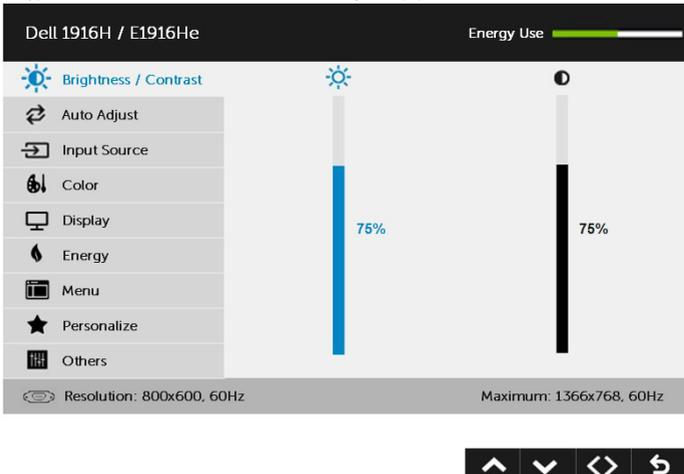 Dell 1916H / E1916He
Energy Use
Brightness / Contrast
Auto Adjust
Input Source
Color
Display
75%
75%
Energy
Menu
Personalize
Others
Resolution: 800x600, 60Hz
Maximum: 1366x768, 60Hz